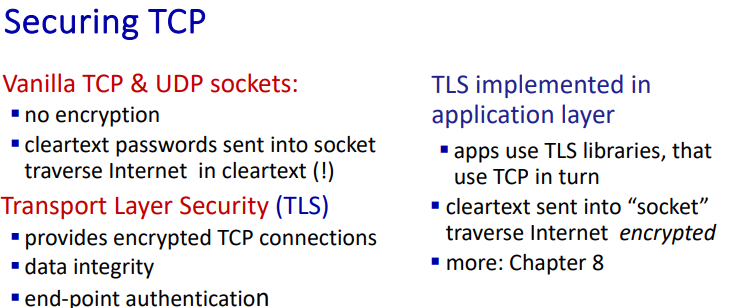 Securing TCP
Vanilla TCP & UDP sockets:
▪ no encryption
▪ cleartext passwords sent into socket
traverse Internet in cleartext (!)
Transport Layer Security (TLS)
▪ provides encrypted TCP connections
▪ data integrity
▪ end-point authentication
TLS implemented in
application layer
▪ apps use TLS libraries, that
use TCP in turn
▪ cleartext sent into “socket”
traverse Internet encrypted
▪ more: Chapter 8